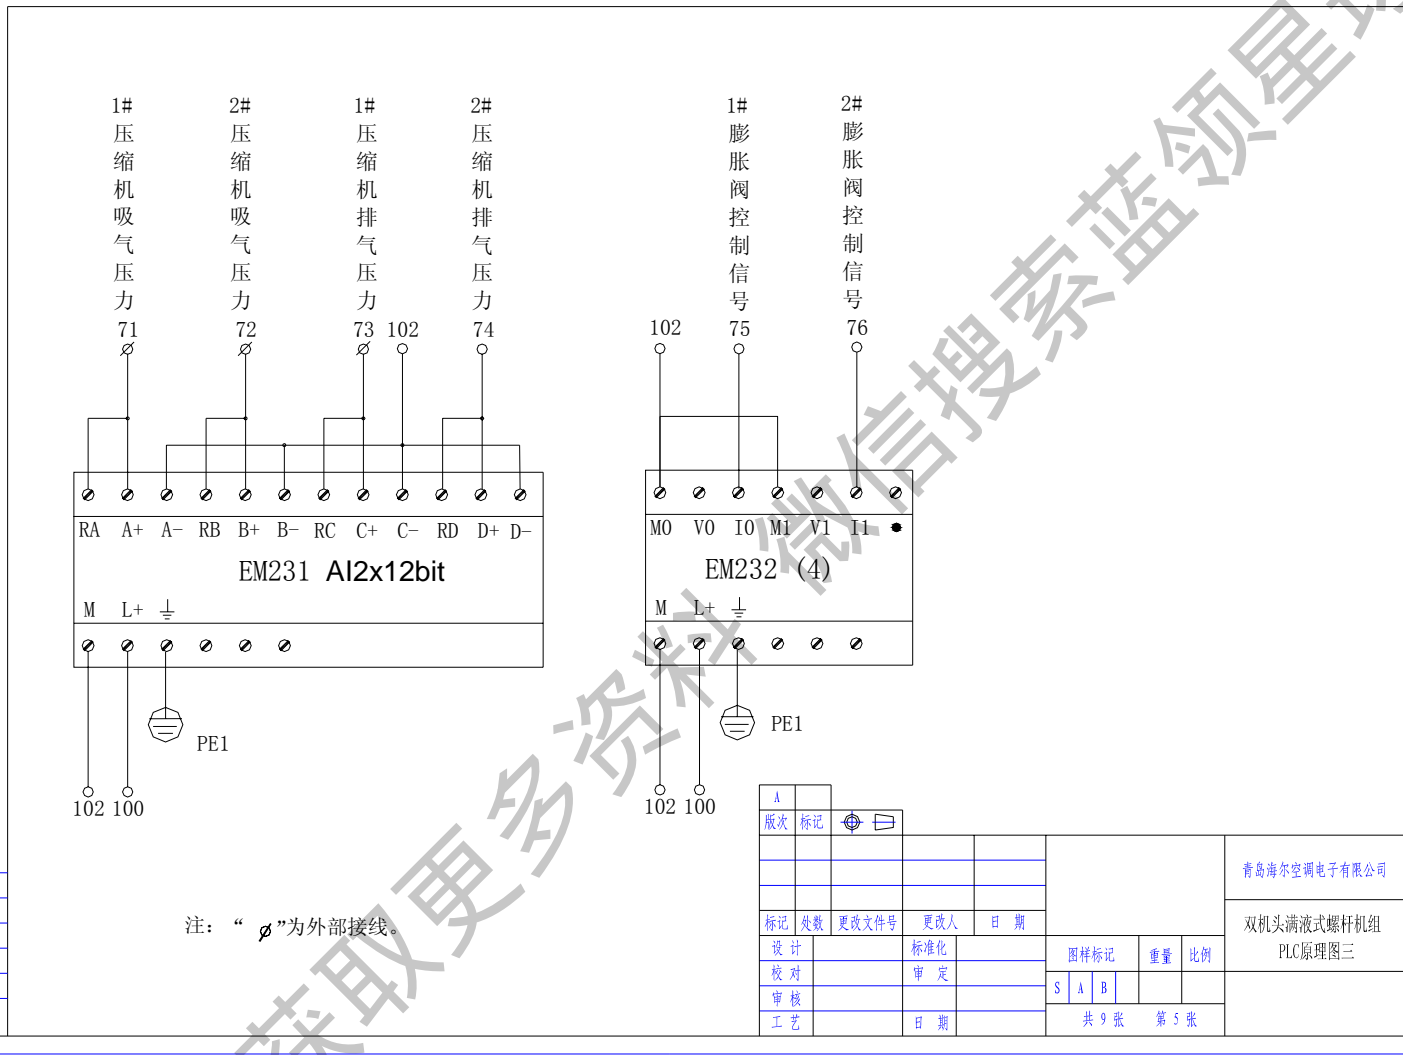 1#压缩机吸气压力
2#压缩机吸气压力
1#压缩机排气压力
2#压缩机排气压力
1#膨胀阀控制信号
2#膨胀阀控制信号
71 72 73 102 74
102 75 76
RA A+ A- RB B+ B- RC C+ C- RD D+ D-
EM231 AI2x12bit
M L+
PE1
102 100
M0 V0 I0 M1 V1 I1
EM232 (4)
M L+
PE1
102 100
注：“ ⌀”为外部接线。
A
版次 标记
标记 处数 更改文件号 更改人 日 期
设 计 标准化
校 对 审 定
审 核
工 艺 日 期
图样标记 重量 比例
S A B
共 9 张 第 5 张
青岛海尔空调电子有限公司
双机头满液式螺杆机组
PLC原理图三
获取更多资料 微信搜索蓝领星球